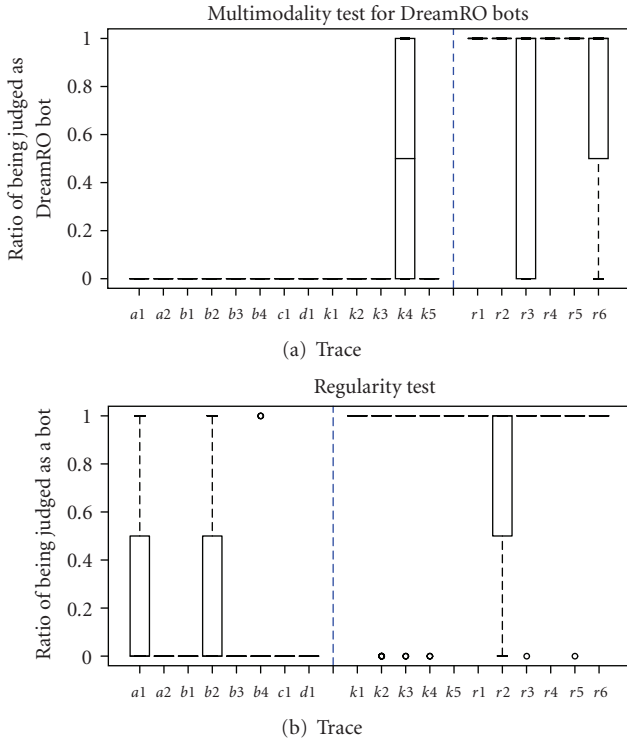 Multimodality test for DreamRO bots
Ratio of being judged as
DreamRO bot
1
0.8
0.6
0.4
0.2
0
a1 a2 b1 b2 b3 b4 c1 d1 k1 k2 k3 k4 k5 r1 r2 r3 r4 r5 r6
(a) Trace
Regularity test
Ratio of being judged as a bot
1
0.8
0.6
0.4
0.2
0
a1 a2 b1 b2 b3 b4 c1 d1 k1 k2 k3 k4 k5 r1 r2 r3 r4 r5 r6
(b) Trace